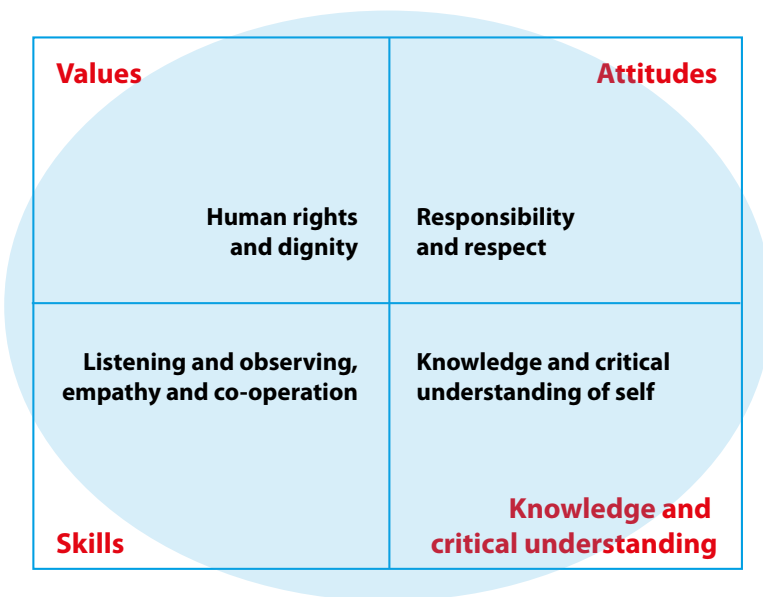 Values
Attitudes
Human rights
and dignity
Responsibility
and respect
Listening and observing,
empathy and co-operation
Knowledge and critical
understanding of self
Skills
Knowledge and
critical understanding